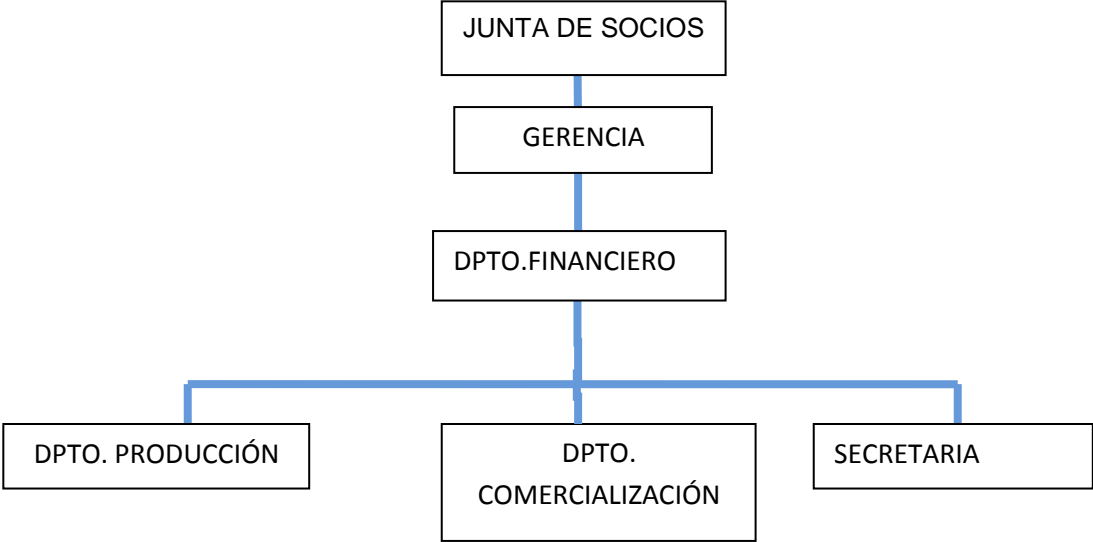 JUNTA DE SOCIOS
GERENCIA
DPTO.FINANCIERO
DPTO. PRODUCCIÓN
DPTO.
COMERCIALIZACIÓN
SECRETARIA